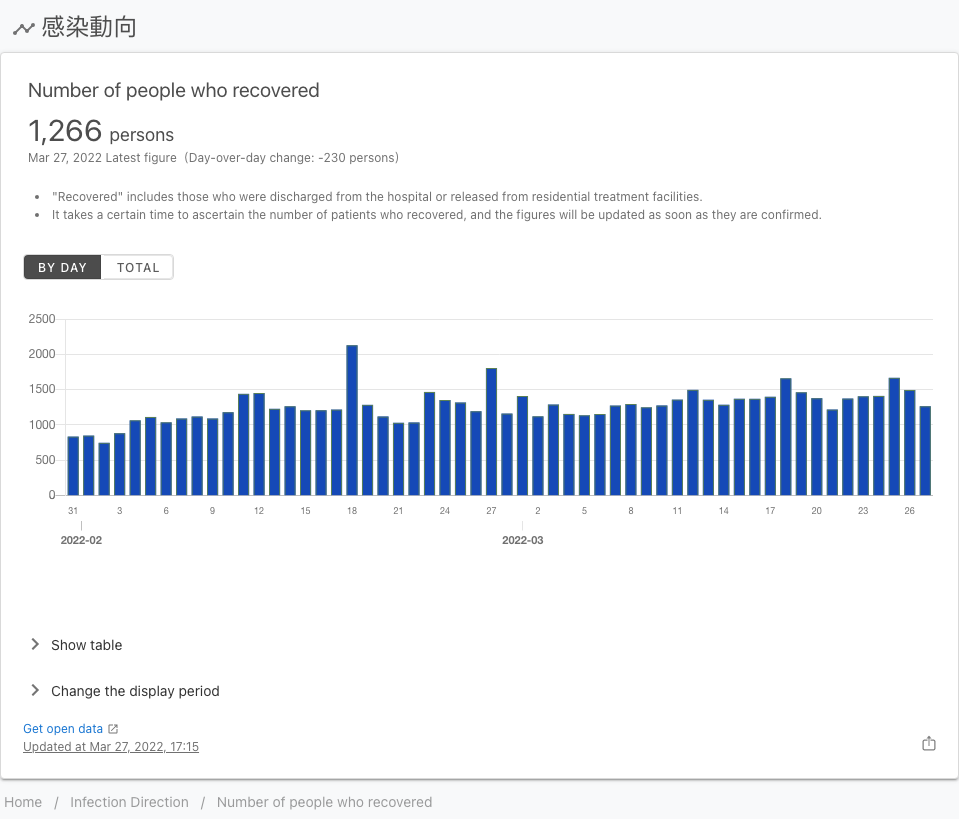 感染動向
Number of people who recovered
1,266 persons
Mar 27, 2022 Latest figure (Day-over-day change: -230 persons)
"Recovered" includes those who were discharged from the hospital or released from residential treatment facilities.
It takes a certain time to ascertain the number of patients who recovered, and the figures will be updated as soon as they are confirmed.
BY DAY TOTAL
2500
2000
1500
1000
500
0
31 3 6 9 12 15 18 21 24 27 2 5 8 11 14 17 20 23 26
2022-02 2022-03
Show table
Change the display period
Get open data
Updated at Mar 27, 2022, 17:15
Home / Infection Direction / Number of people who recovered